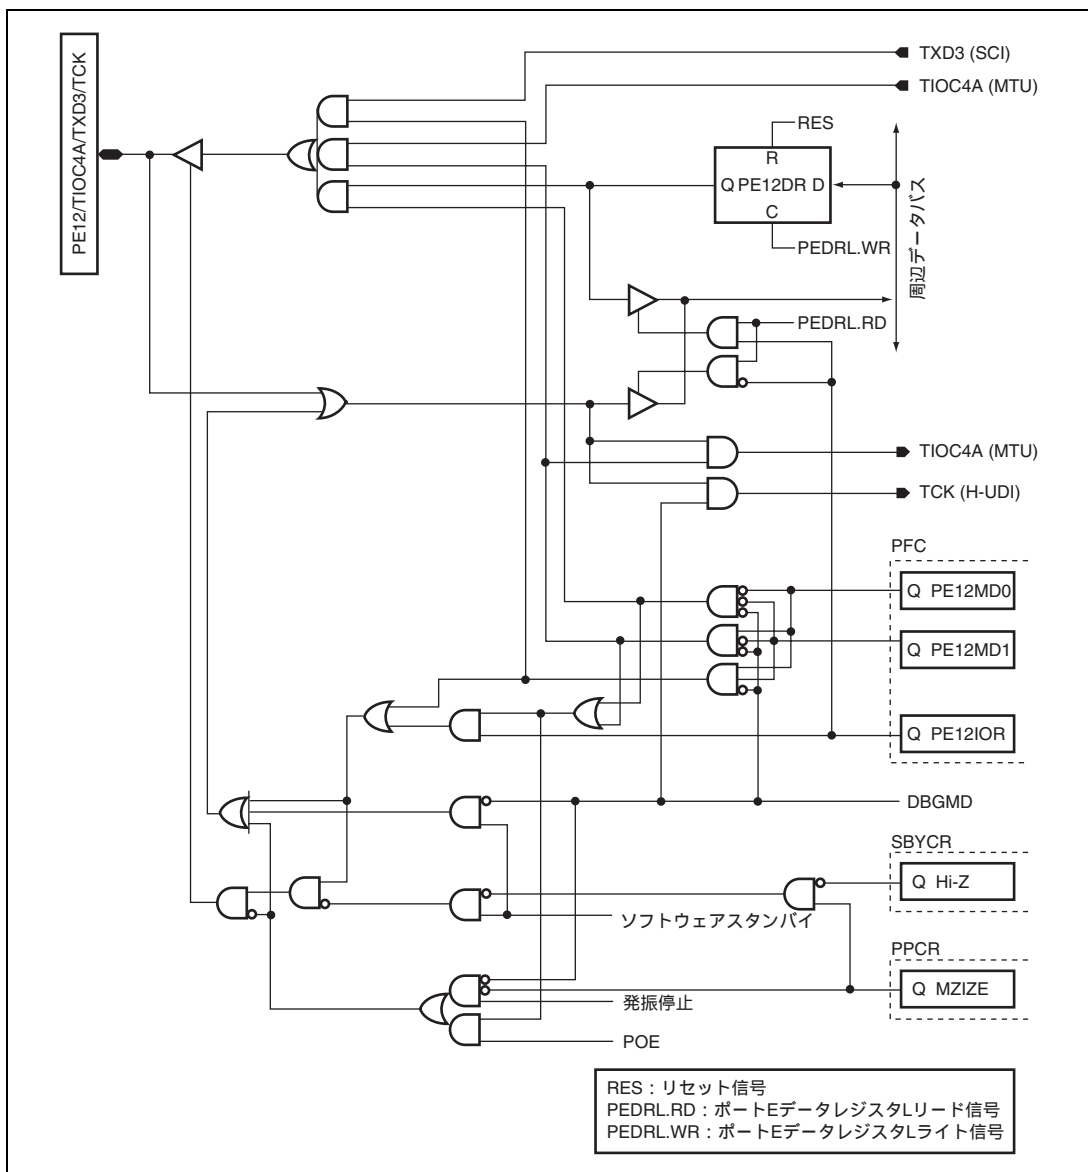 PE12/TIOC4A/TXD3/TCK
TXD3 (SCI)
TIOC4A (MTU)
RES
R
Q PE12DR D
C
PEDRL.WR
周辺データバス
PEDRL.RD
TIOC4A (MTU)
TCK (H-UDI)
PFC
Q PE12MD0
Q PE12MD1
Q PE12IOR
DBGMD
SBYCR
Q Hi-Z
ソフトウェアスタンバイ
PPCR
Q MZIZE
発振停止
POE
RES：リセット信号
PEDRL.RD：ポートEデータレジスタLリード信号
PEDRL.WR：ポートEデータレジスタLライト信号